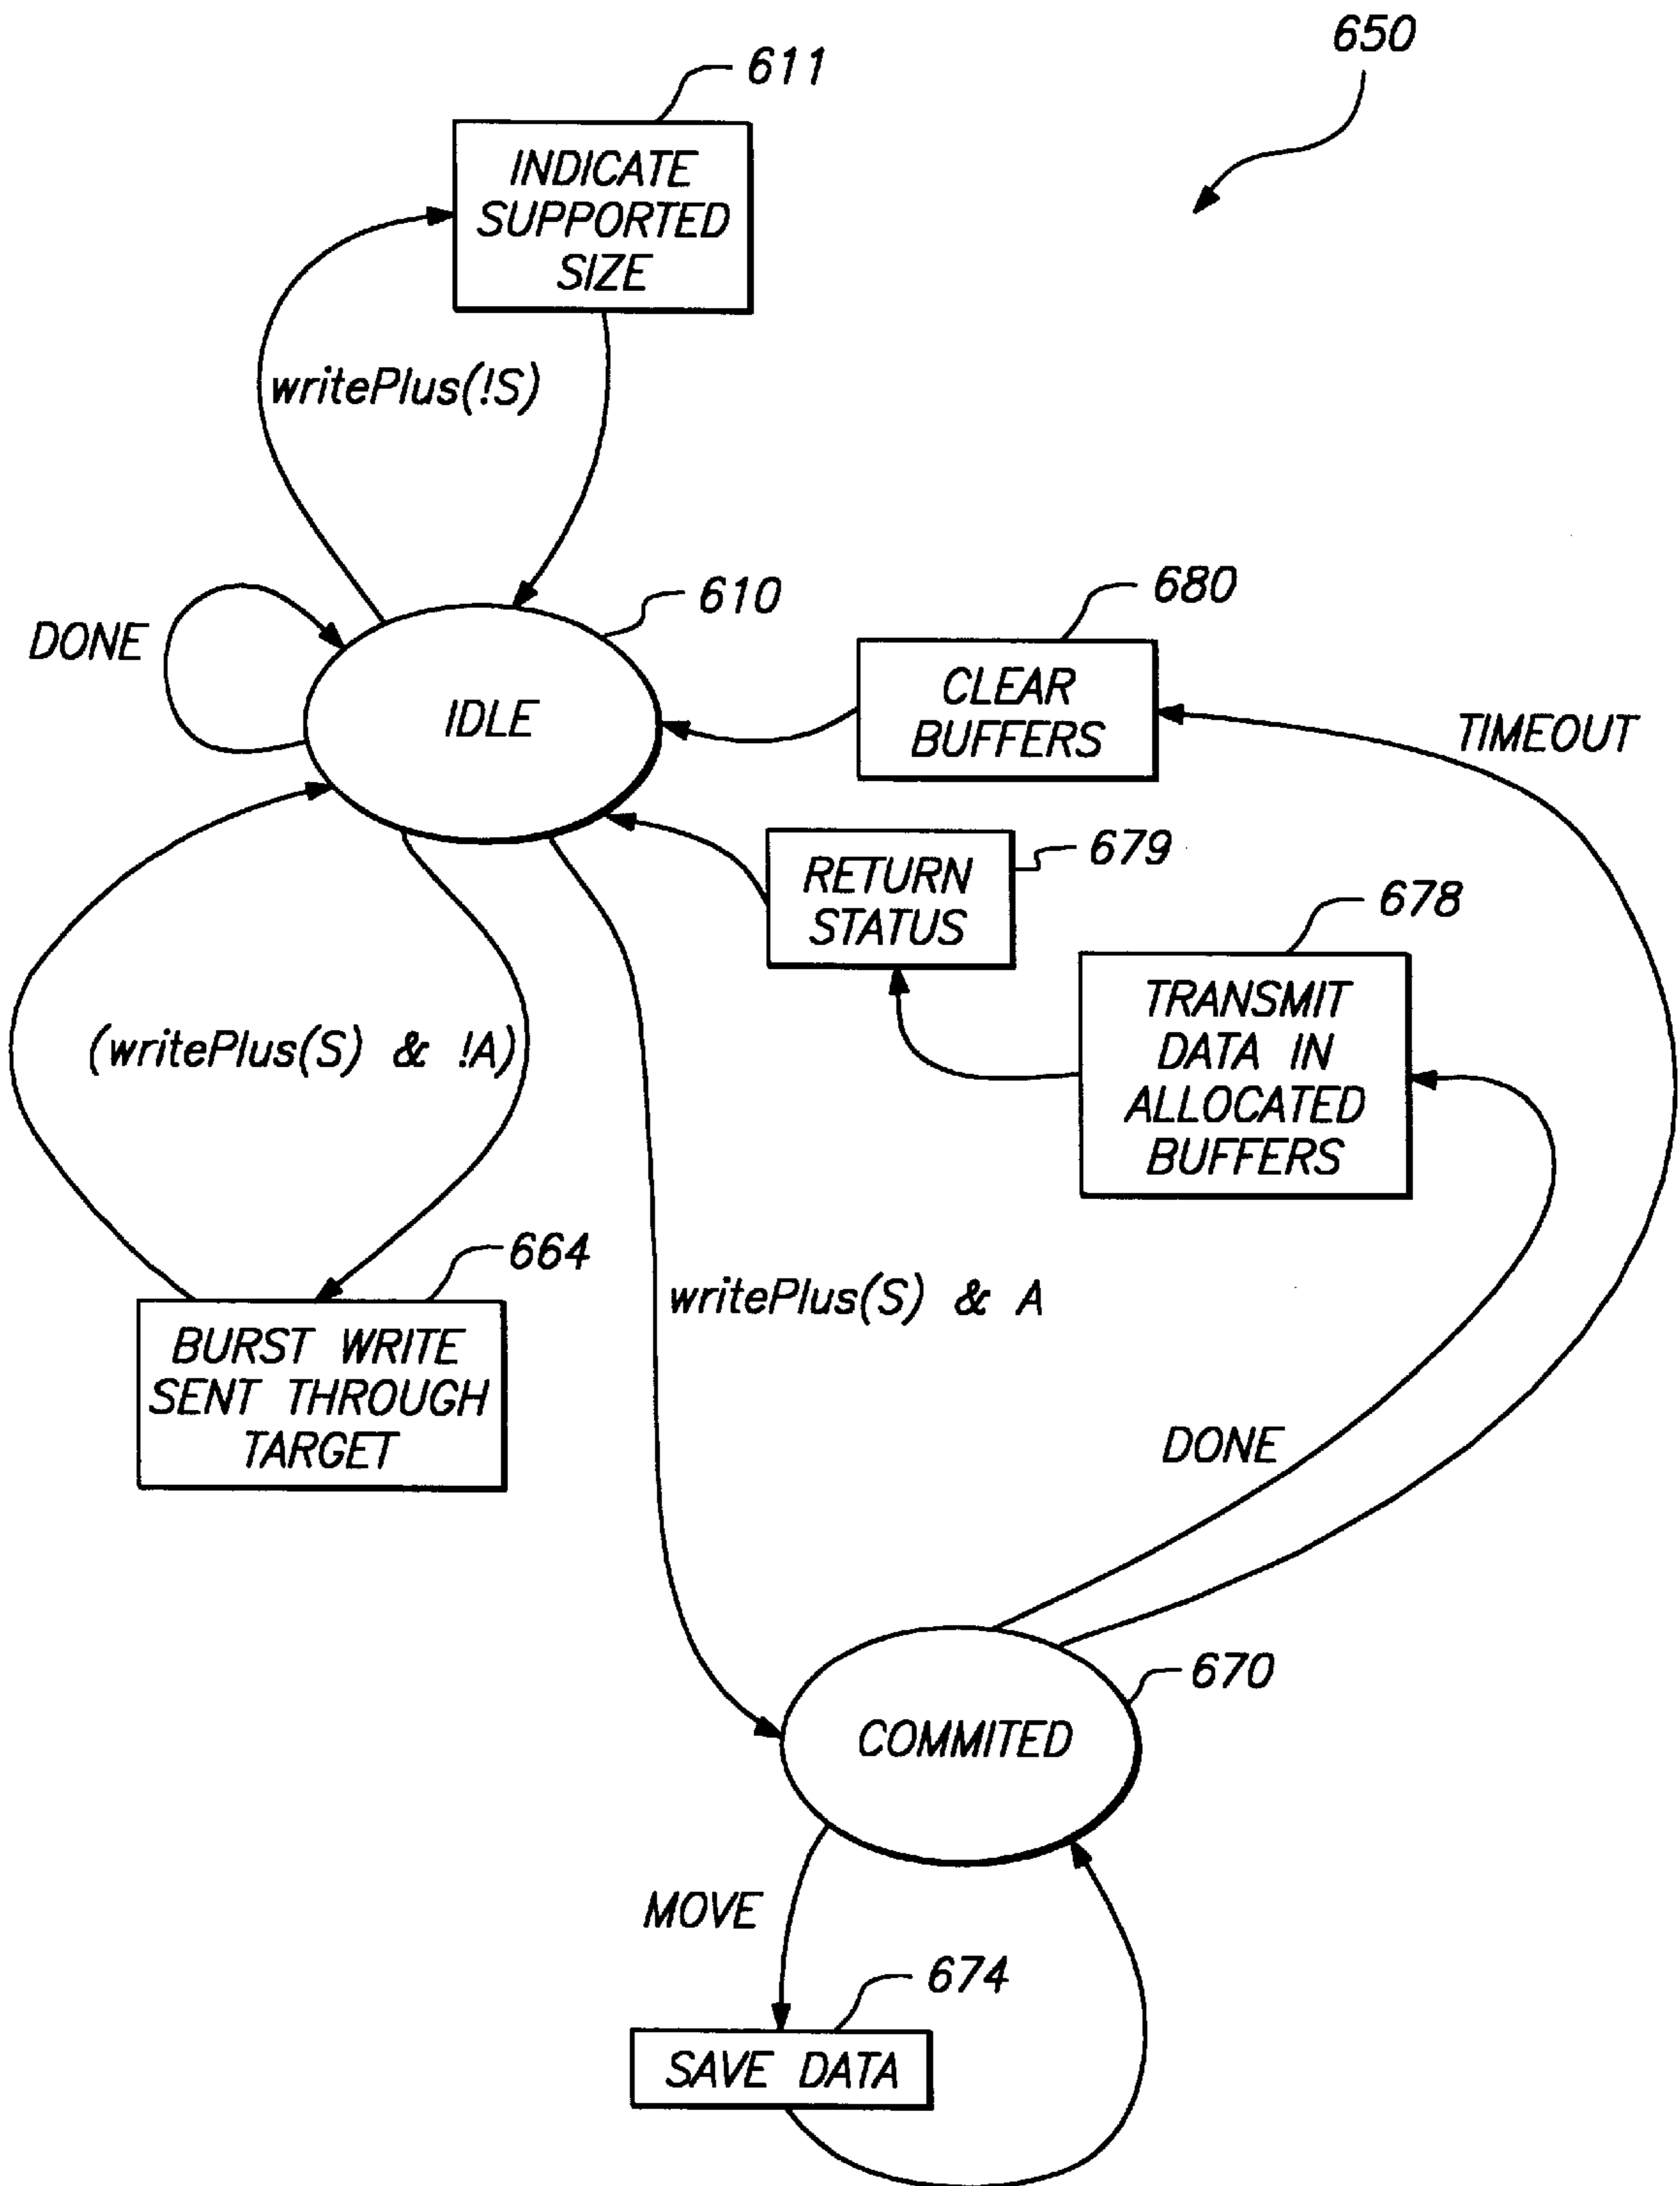 650
611
INDICATE
SUPPORTED
SIZE
writePlus(!S)
610
680
DONE
IDLE
CLEAR
BUFFERS
TIMEOUT
679
RETURN
STATUS
678
TRANSMIT
DATA IN
ALLOCATED
BUFFERS
(writePlus(S) & !A)
664
writePlus(S) & A
BURST WRITE
SENT THROUGH
TARGET
DONE
670
COMMITED
MOVE
674
SAVE DATA